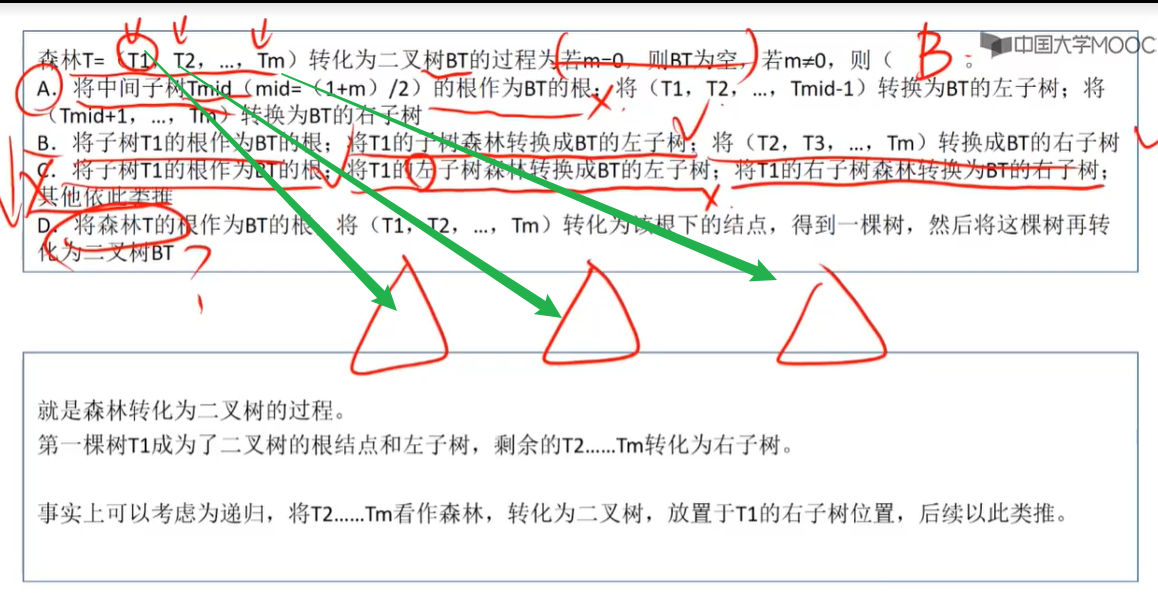 森林T=（T1，T2，…，Tm）转化为二叉树BT的过程为若m=0，则BT为空，若m≠0，则（ B 。
中国大学MOOC
A. 将中间子树Tmid（mid=（1+m）/2）的根作为BT的根；将（T1，T2，…，Tmid-1）转换为BT的左子树；将
（Tmid+1，…，Tm）转换为BT的右子树
B. 将子树T1的根作为BT的根；将T1的子树森林转换成BT的左子树；将（T2，T3，…，Tm）转换成BT的右子树
C. 将子树T1的根作为BT的根；将T1的左子树森林转换成BT的左子树；将T1的右子树森林转换为BT的右子树；
其他依此类推
D. 将森林T的根作为BT的根 将（T1，T2，…，Tm）转化为该根下的结点，得到一棵树，然后将这棵树再转
化为二叉树BT ?
就是森林转化为二叉树的过程。
第一棵树T1成为了二叉树的根结点和左子树，剩余的T2……Tm转化为右子树。
事实上可以考虑为递归，将T2……Tm看作森林，转化为二叉树，放置于T1的右子树位置，后续以此类推。